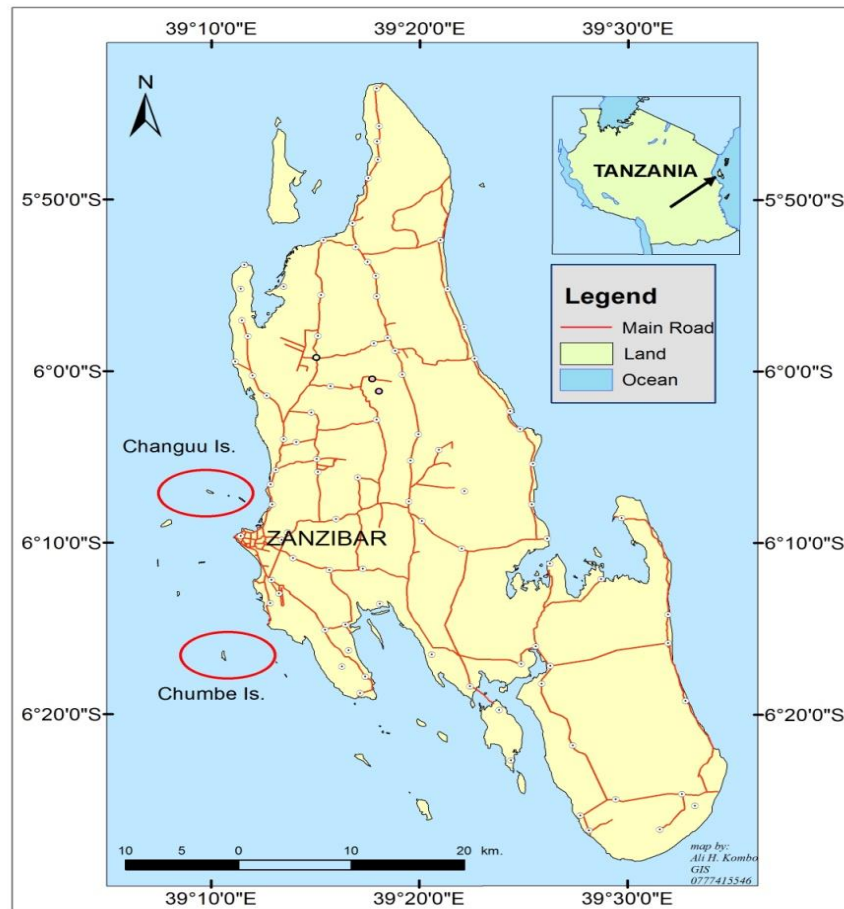 39°10'0"E
39°20'0"E
39°30'0"E
N
TANZANIA
5°50'0"S
5°50'0"S
Legend
Main Road
Land
Ocean
6°0'0"S
6°0'0"S
Changuu Is.
6°10'0"S
ZANZIBAR
6°10'0"S
Chumbe Is.
6°20'0"S
6°20'0"S
10 5 0 10 20 km.
map by:
Ali H. Kombo
GIS
0777415546
39°10'0"E
39°20'0"E
39°30'0"E